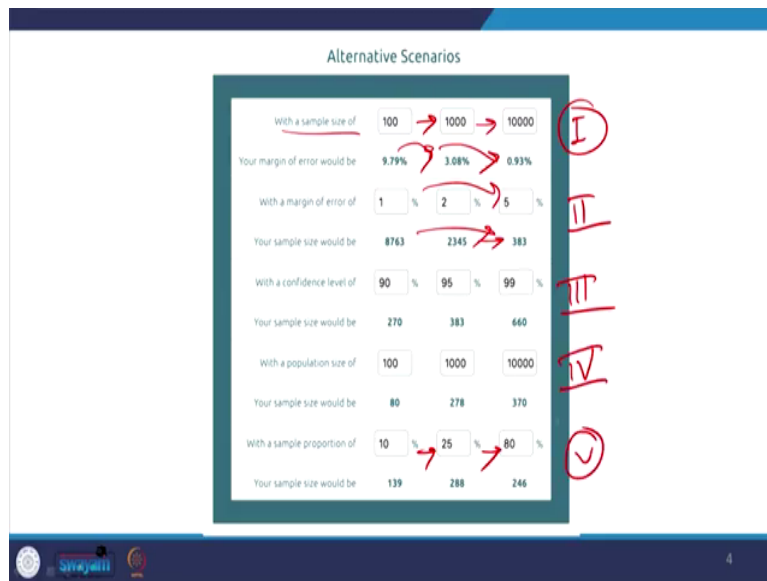 Alternative Scenarios
With a sample size of 100 1000 10000 I
Your margin of error would be 9.79% 3.08% 0.93%
With a margin of error of 1 % 2 % 5 % II
Your sample size would be 8763 2345 383
With a confidence level of 90 % 95 % 99 % III
Your sample size would be 270 383 660
With a population size of 100 1000 10000 IV
Your sample size would be 80 278 370
With a sample proportion of 10 % 25 % 80 % V
Your sample size would be 139 288 246
swayam 4